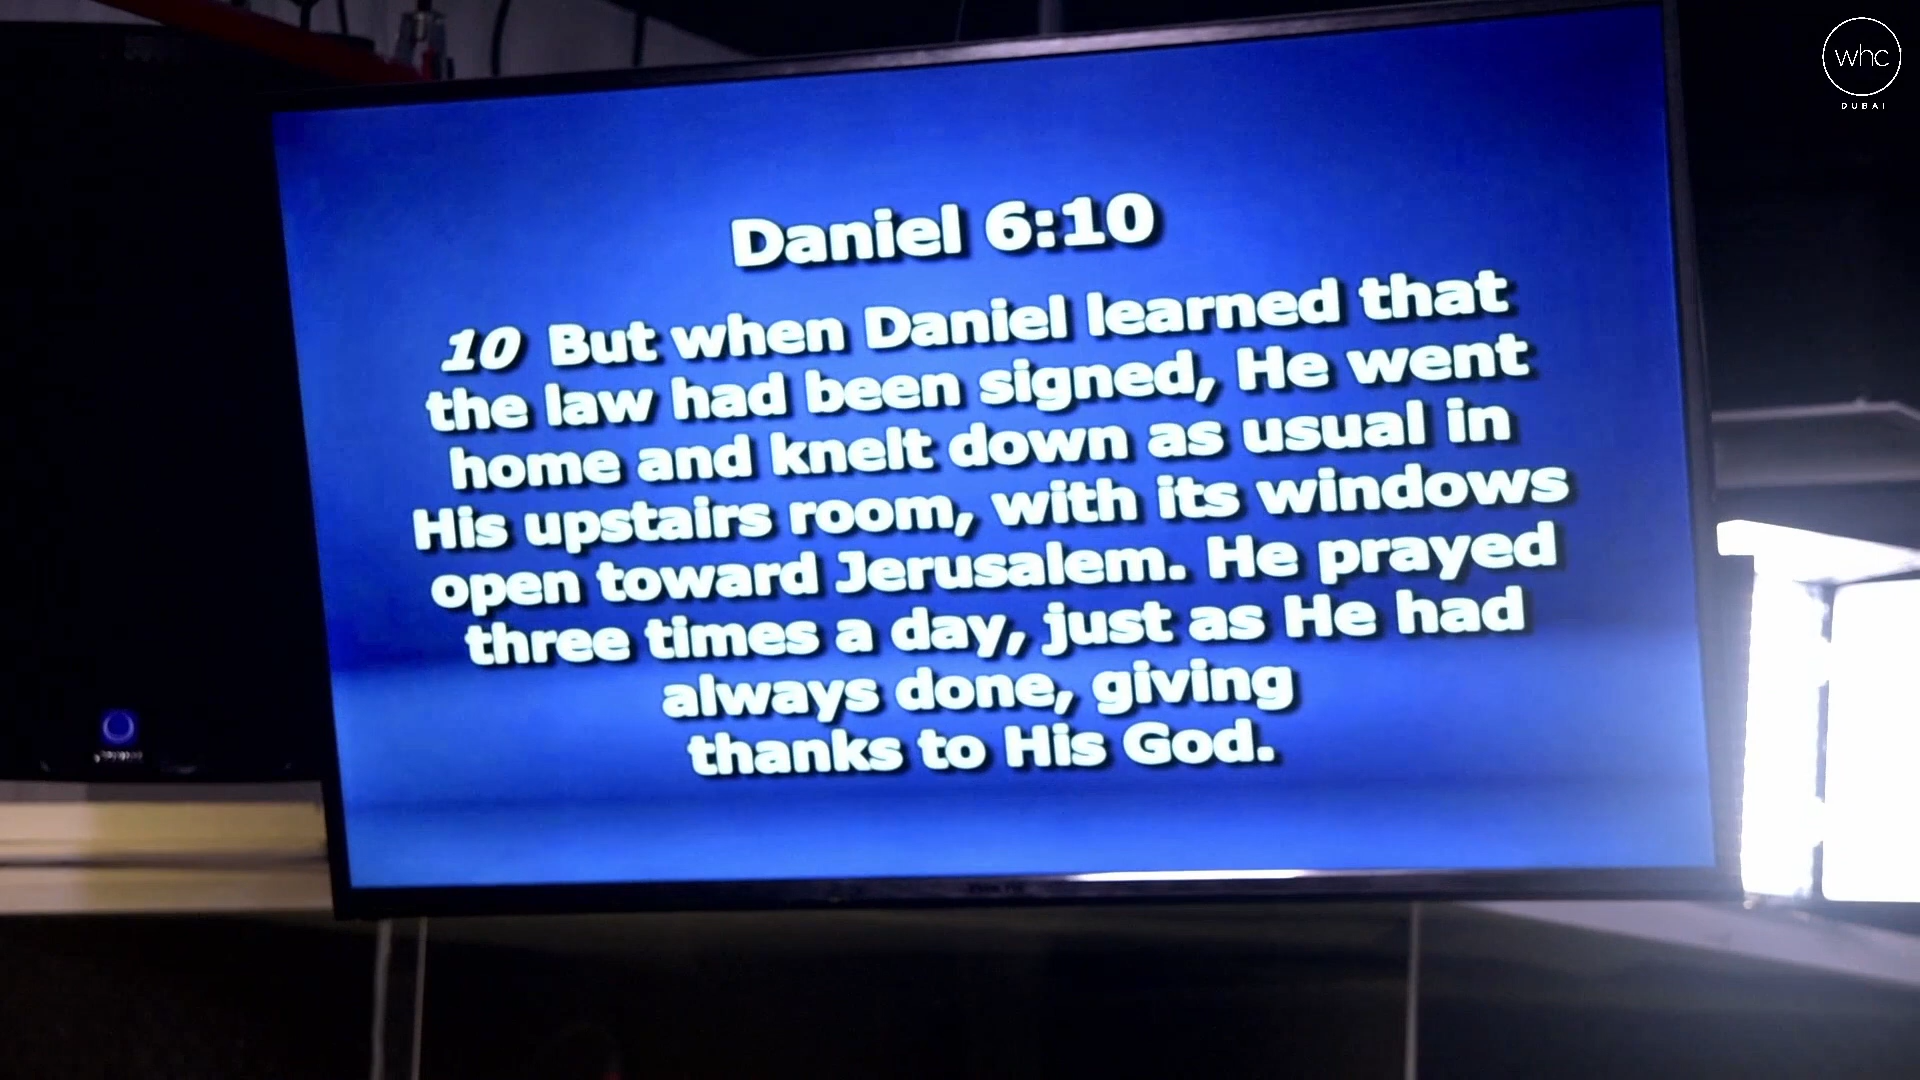 whc
DUBAI
Daniel 6:10
10 But when Daniel learned that
the law had been signed, He went
home and knelt down as usual in
His upstairs room, with its windows
open toward Jerusalem. He prayed
three times a day, just as He had
always done, giving
thanks to His God.